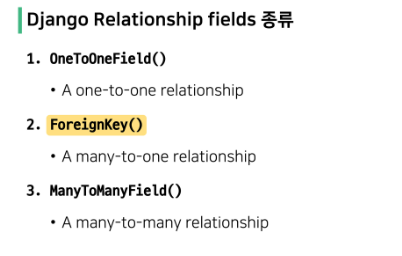 Django Relationship fields 종류
1. OneToOneField()
• A one-to-one relationship
2. ForeignKey()
• A many-to-one relationship
3. ManyToManyField()
• A many-to-many relationship